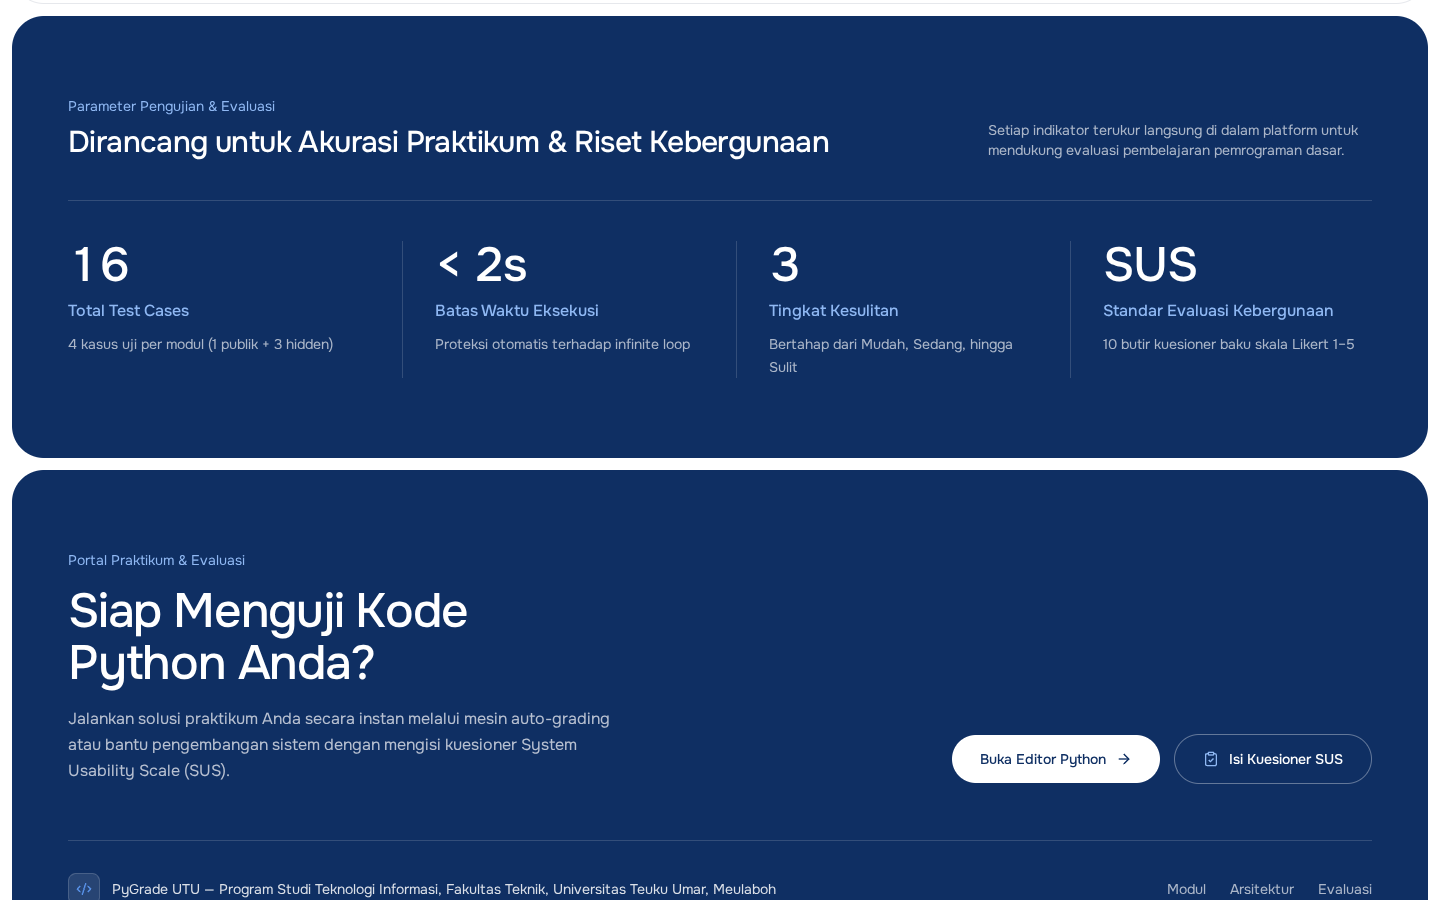 Parameter Pengujian & Evaluasi
Dirancang untuk Akurasi Praktikum & Riset Kebergunaan
Setiap indikator terukur langsung di dalam platform untuk
mendukung evaluasi pembelajaran pemrograman dasar.
16
Total Test Cases
4 kasus uji per modul (1 publik + 3 hidden)
< 2s
Batas Waktu Eksekusi
Proteksi otomatis terhadap infinite loop
3
Tingkat Kesulitan
Bertahap dari Mudah, Sedang, hingga
Sulit
SUS
Standar Evaluasi Kebergunaan
10 butir kuesioner baku skala Likert 1–5
Portal Praktikum & Evaluasi
Siap Menguji Kode
Python Anda?
Jalankan solusi praktikum Anda secara instan melalui mesin auto-grading
atau bantu pengembangan sistem dengan mengisi kuesioner System
Usability Scale (SUS).
Buka Editor Python
Isi Kuesioner SUS
PyGrade UTU — Program Studi Teknologi Informasi, Fakultas Teknik, Universitas Teuku Umar, Meulaboh
Modul
Arsitektur
Evaluasi